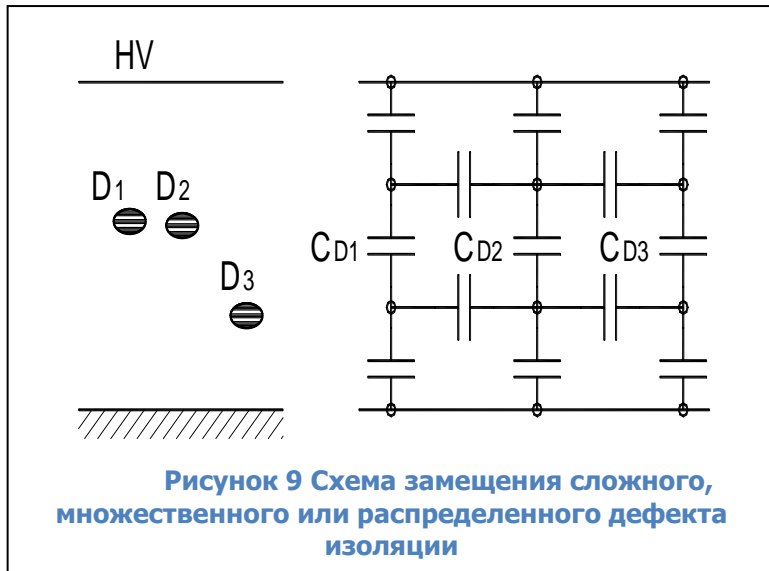 HV
D1 D2
D3
CD1 CD2 CD3
Рисунок 9 Схема замещения сложного,
множественного или распределенного дефекта
изоляции